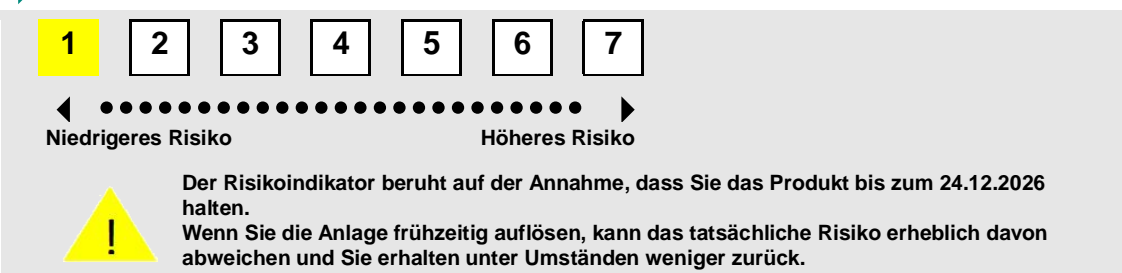 1 2 3 4 5 6 7
Niedrigeres Risiko Höheres Risiko
Der Risikoindikator beruht auf der Annahme, dass Sie das Produkt bis zum 24.12.2026
halten.
!
Wenn Sie die Anlage frühzeitig auflösen, kann das tatsächliche Risiko erheblich davon
abweichen und Sie erhalten unter Umständen weniger zurück.